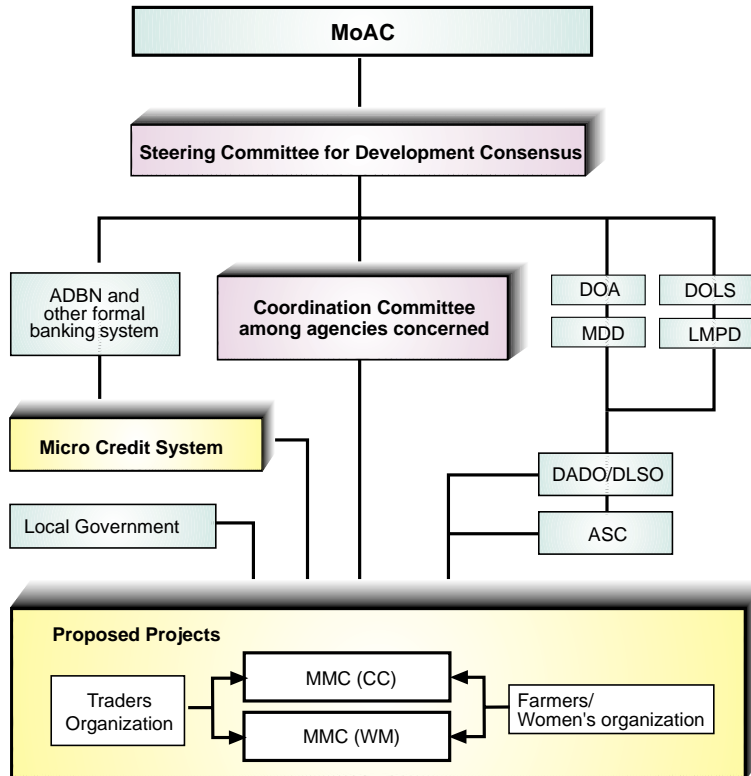 MoAC
Steering Committee for Development Consensus
ADBN and
other formal
banking system
Coordination Committee
among agencies concerned
DOA
DOLS
MDD
LMPD
Micro Credit System
DADO/DLSO
Local Government
ASC
Proposed Projects
Traders
Organization
MMC (CC)
MMC (WM)
Farmers/
Women's organization